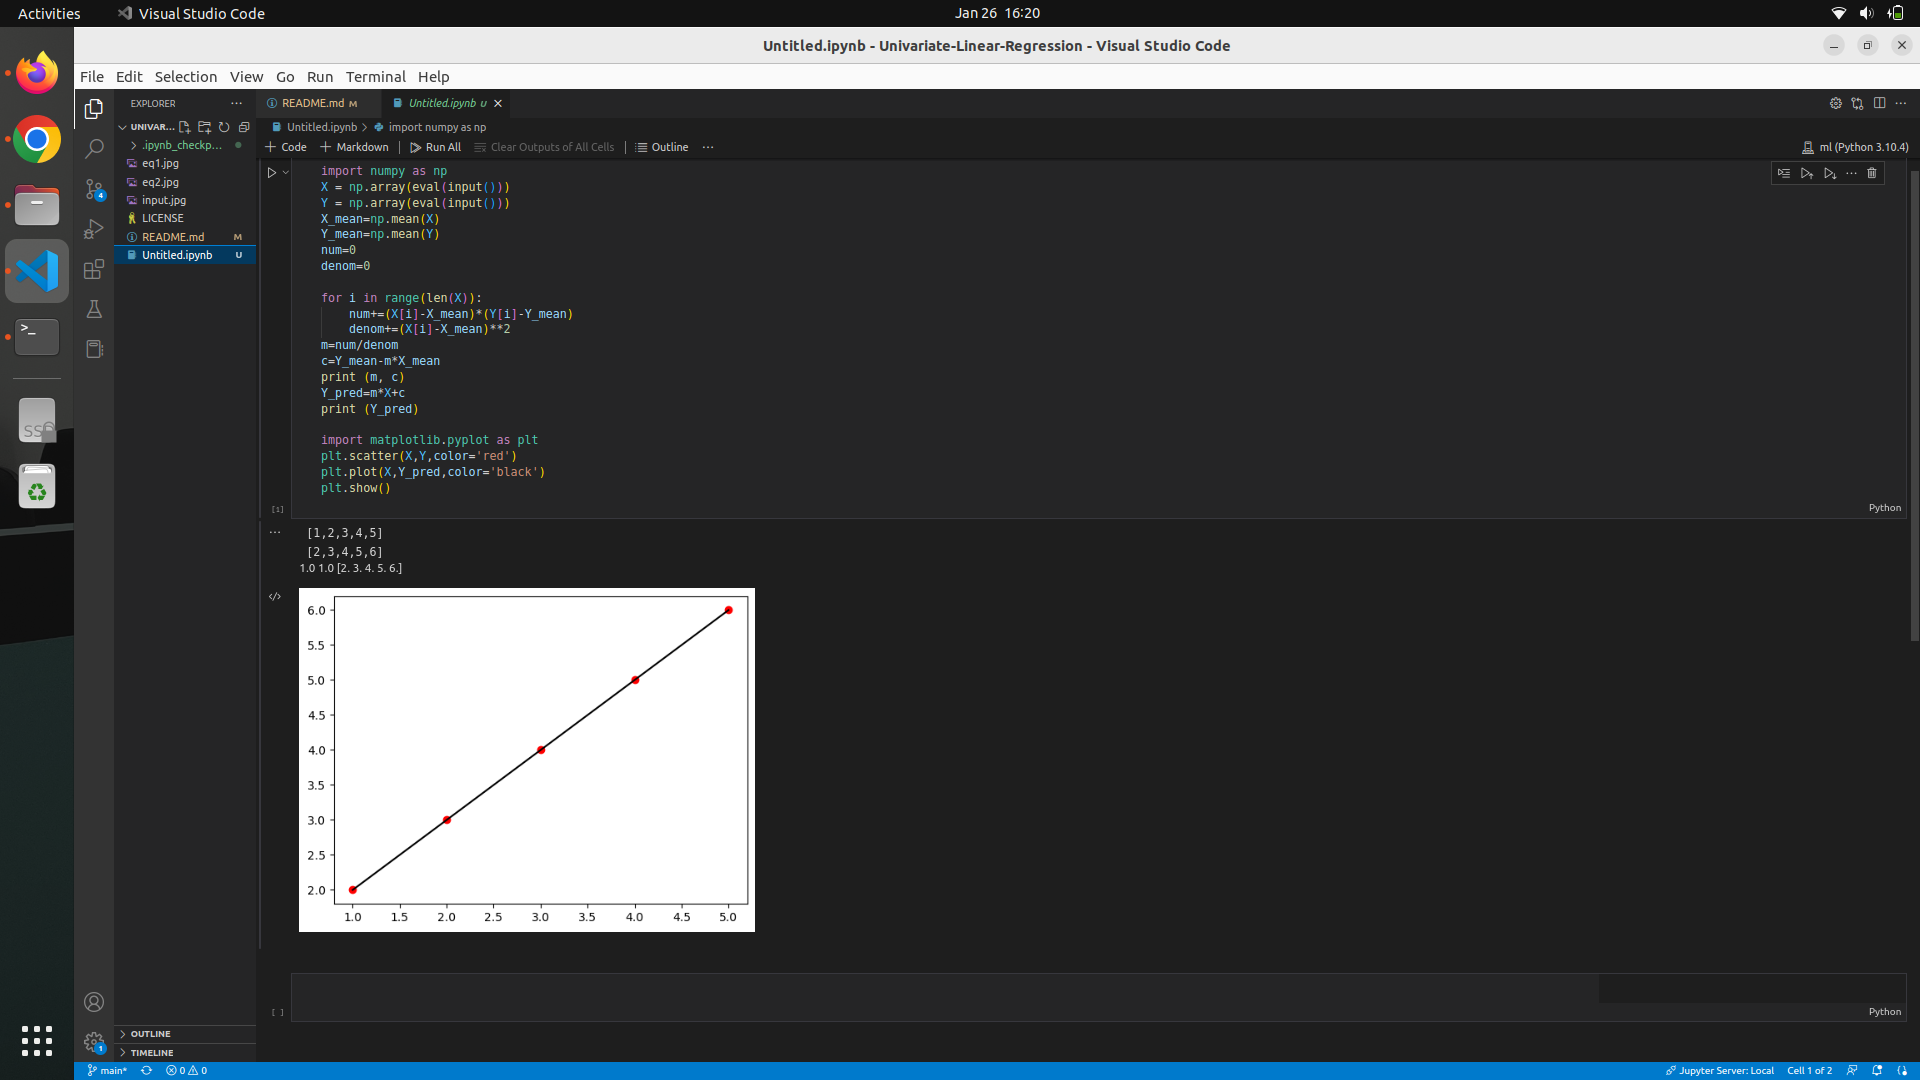 Activities
Visual Studio Code
Jan 26 16:20
Untitled.ipynb - Univariate-Linear-Regression - Visual Studio Code
File Edit Selection View Go Run Terminal Help
EXPLORER
README.md M
Untitled.ipynb U
UNIVAR...
Untitled.ipynb
import numpy as np
.ipynb_checkp...
Code
Markdown
Run All
Clear Outputs of All Cells
Outline
ml (Python 3.10.4)
eq1.jpg
eq2.jpg
input.jpg
LICENSE
README.md M
Untitled.ipynb U
4
import numpy as np
X = np.array(eval(input()))
Y = np.array(eval(input()))
X_mean=np.mean(X)
Y_mean=np.mean(Y)
num=0
denom=0
for i in range(len(X)):
num+=(X[i]-X_mean)*(Y[i]-Y_mean)
denom+=(X[i]-X_mean)**2
m=num/denom
c=Y_mean-m*X_mean
print (m, c)
Y_pred=m*X+c
print (Y_pred)
import matplotlib.pyplot as plt
plt.scatter(X,Y,color='red')
plt.plot(X,Y_pred,color='black')
plt.show()
[1]
Python
[1,2,3,4,5]
[2,3,4,5,6]
1.0 1.0 [2. 3. 4. 5. 6.]
6.0
5.5
5.0
4.5
4.0
3.5
3.0
2.5
2.0
1.0 1.5 2.0 2.5 3.0 3.5 4.0 4.5 5.0
SSD
[ ]
Python
OUTLINE
1
TIMELINE
main*
0 0
Jupyter Server: Local
Cell 1 of 2